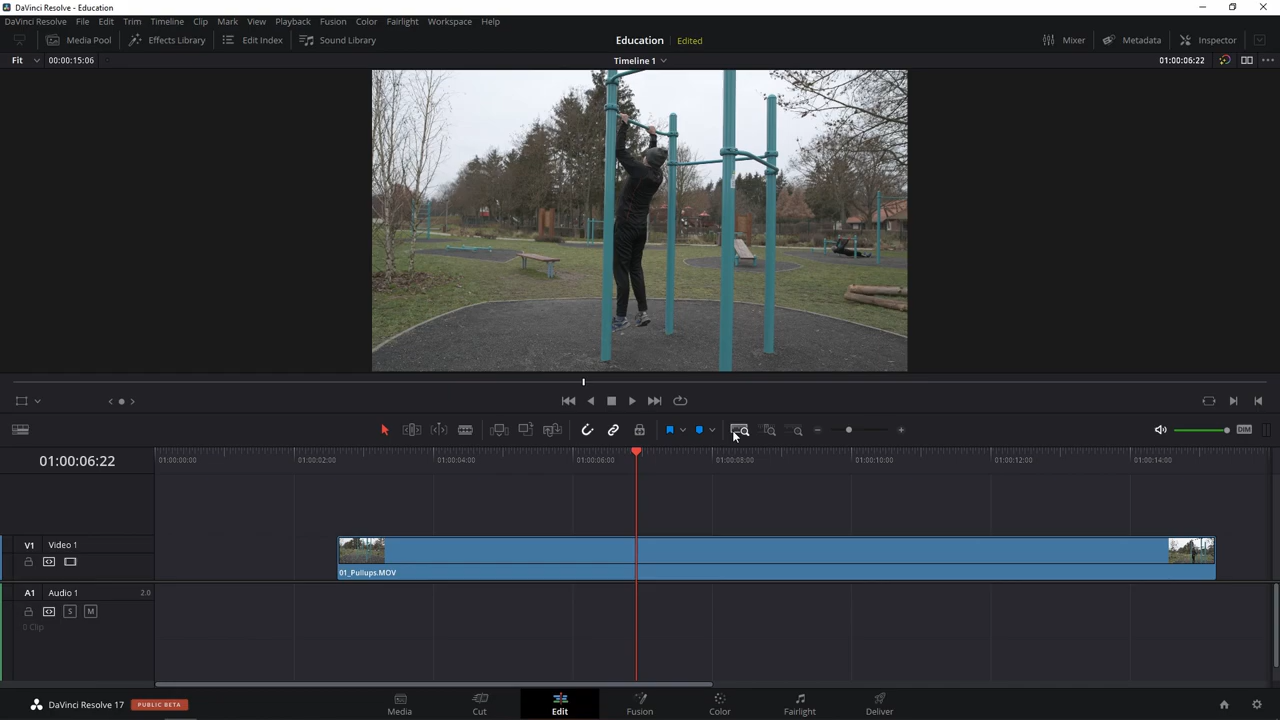 DaVinci Resolve - Education
DaVinci Resolve File Edit Trim Timeline Clip Mark View Playback Fusion Color Fairlight Workspace Help
Media Pool Effects Library Edit Index Sound Library Education Edited Mixer Metadata Inspector
Fit 00:00:15:06 Timeline 1 01:00:06:22
DIM
01:00:06:22 01:00:00:00 01:00:02:00 01:00:04:00 01:00:06:00 01:00:08:00 01:00:10:00 01:00:12:00 01:00:14:00
V1 Video 1
01_Pullups.MOV
A1 Audio 1 2.0
S M
0 Clip
DaVinci Resolve 17 PUBLIC BETA Media Cut Edit Fusion Color Fairlight Deliver